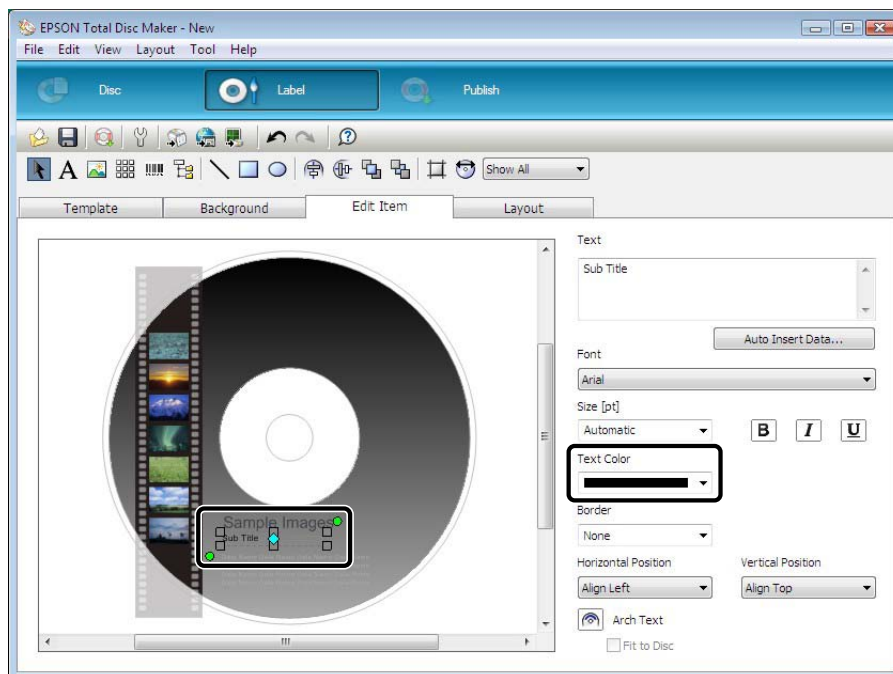 EPSON Total Disc Maker - New
File Edit View Layout Tool Help
Disc Label Publish
A Show All
Template Background Edit Item Layout
Text
Sub Title
Auto Insert Data...
Font
Arial
Size [pt]
Automatic B I U
Text Color
Border
None
Horizontal Position Vertical Position
Align Left Align Top
Arch Text
Fit to Disc
Sample Images
Sub Title